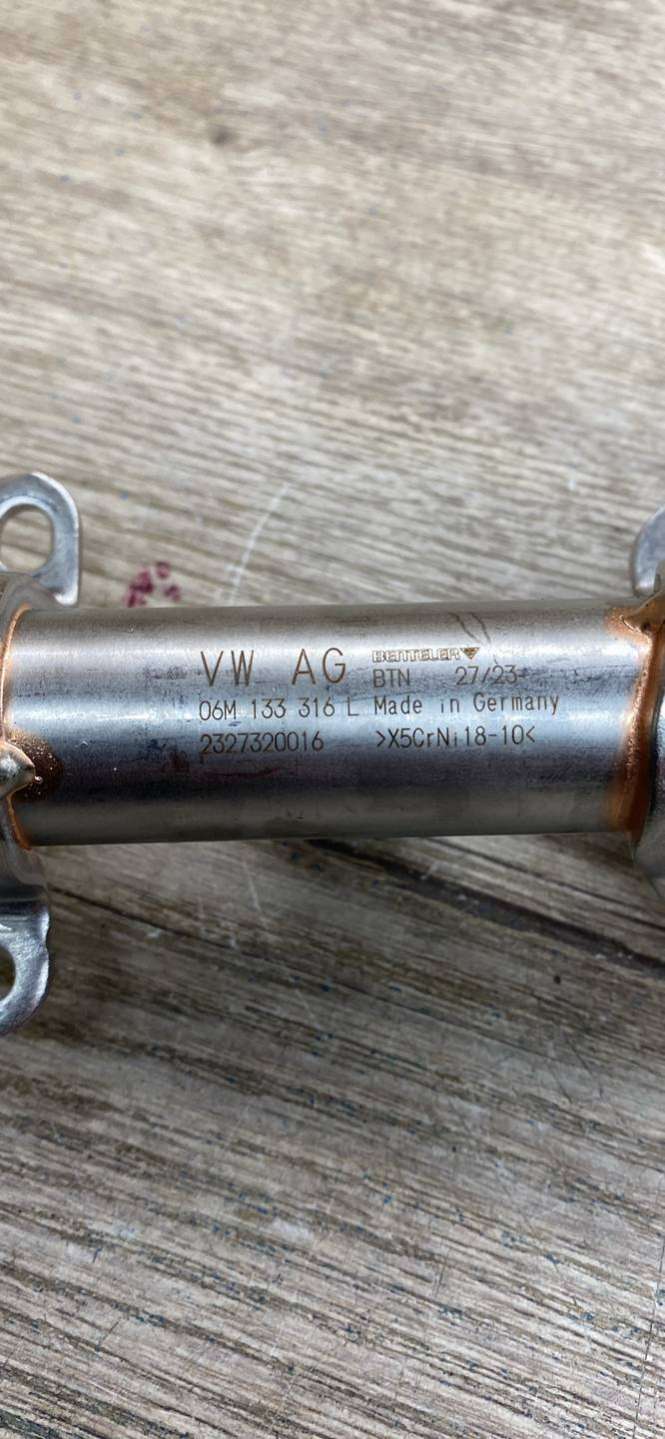 VW AG BENTELER
BTN 27/23
06M 133 316 L Made in Germany
2327320016 >X5CrNi18-10<